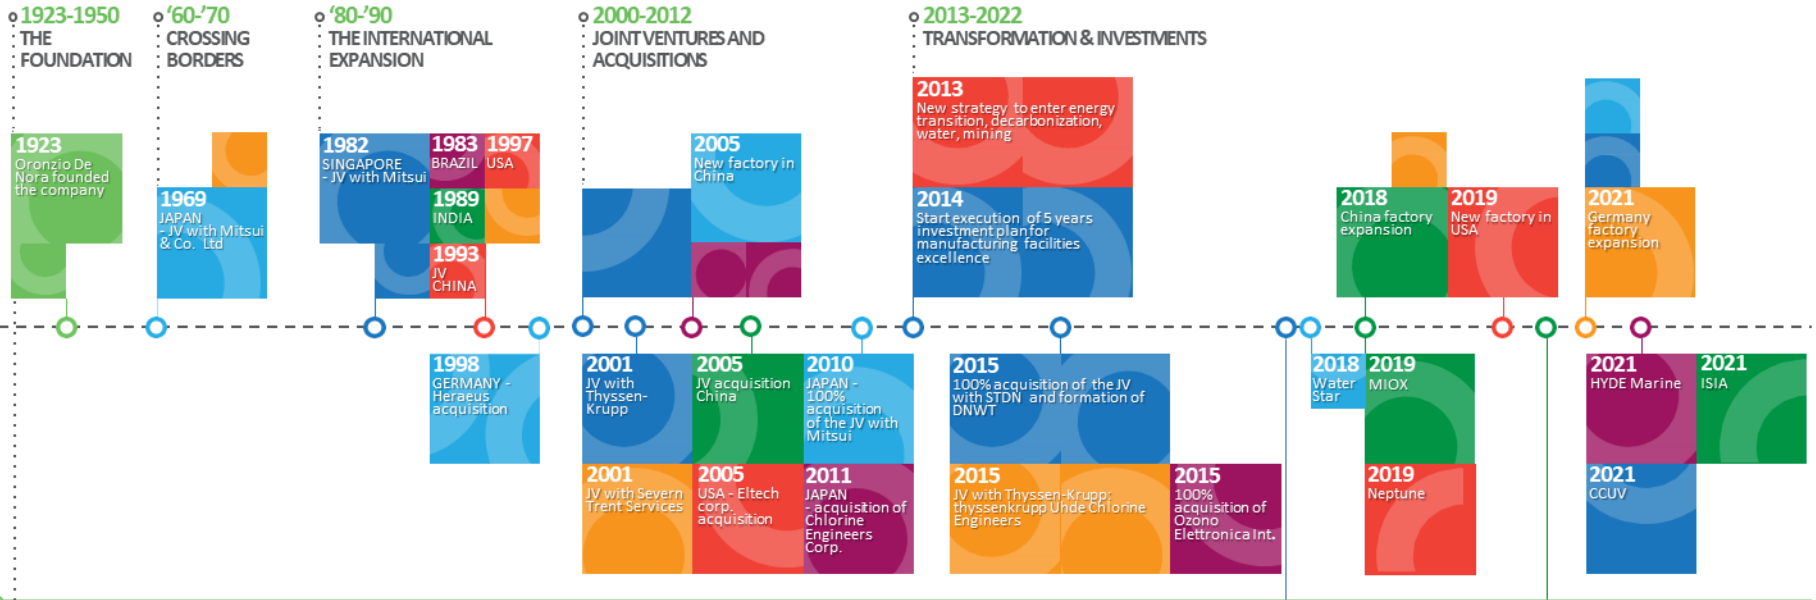 1923-1950
THE
FOUNDATION
‘60-’70
CROSSING
BORDERS
‘80-’90
THE INTERNATIONAL
EXPANSION
2000-2012
JOINT VENTURES AND
ACQUISITIONS
2013-2022
TRANSFORMATION & INVESTMENTS
1923
Oronzio De
Nora founded
the company
1969
JAPAN
- JV with Mitsui
& Co. Ltd
1982
SINGAPORE
- JV with Mitsui
1983
BRAZIL
1997
USA
1989
INDIA
1993
JV
CHINA
2005
New factory in
China
2013
New strategy to enter energy
transition, decarbonization,
water, mining
2014
Start execution of 5 years
investment plan for
manufacturing facilities
excellence
2018
China factory
expansion
2019
New factory in
USA
2021
Germany
factory
expansion
1998
GERMANY -
Heraeus
acquisition
2001
JV with
Thyssen-
Krupp
2005
JV acquisition
China
2010
JAPAN -
100%
acquisition
of the JV with
Mitsui
2001
JV with Severn
Trent Services
2005
USA - Eltech
corp.
acquisition
2011
JAPAN
- acquisition of
Chlorine
Engineers
Corp.
2015
100% acquisition of the JV
with STDN and formation of
DNWT
2015
JV with Thyssen-Krupp:
thyssenkrupp Uhde Chlorine
Engineers
2015
100%
acquisition of
Ozono
Elettronica Int.
2018
Water
Star
2019
MIOX
2019
Neptune
2021
HYDE Marine
2021
ISIA
2021
CCUV